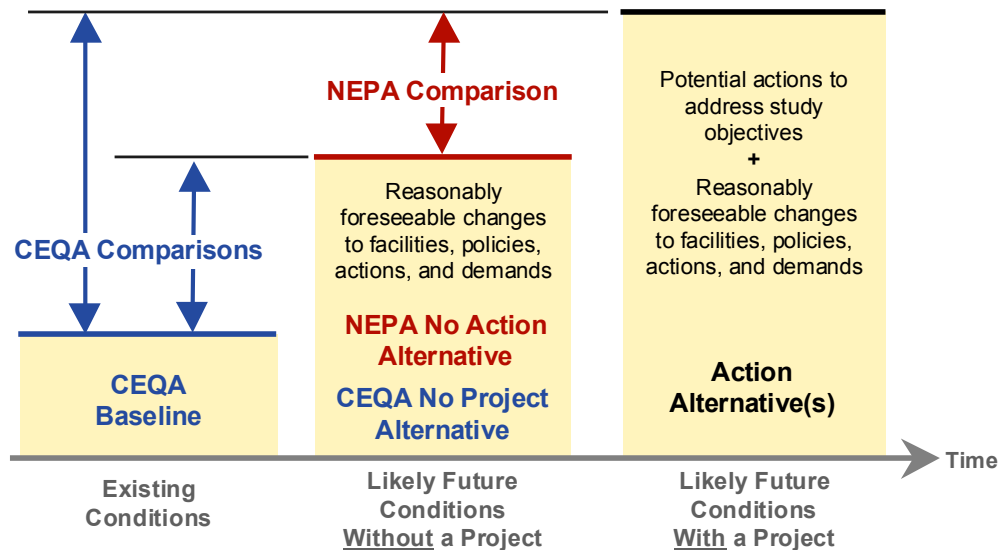 NEPA Comparison
CEQA Comparisons
CEQA
Baseline
Reasonably
foreseeable changes
to facilities, policies,
actions, and demands
NEPA No Action
Alternative
CEQA No Project
Alternative
Potential actions to
address study
objectives
+
Reasonably
foreseeable changes
to facilities, policies,
actions, and demands
Action
Alternative(s)
Time
Existing
Conditions
Likely Future
Conditions
Without a Project
Likely Future
Conditions
With a Project